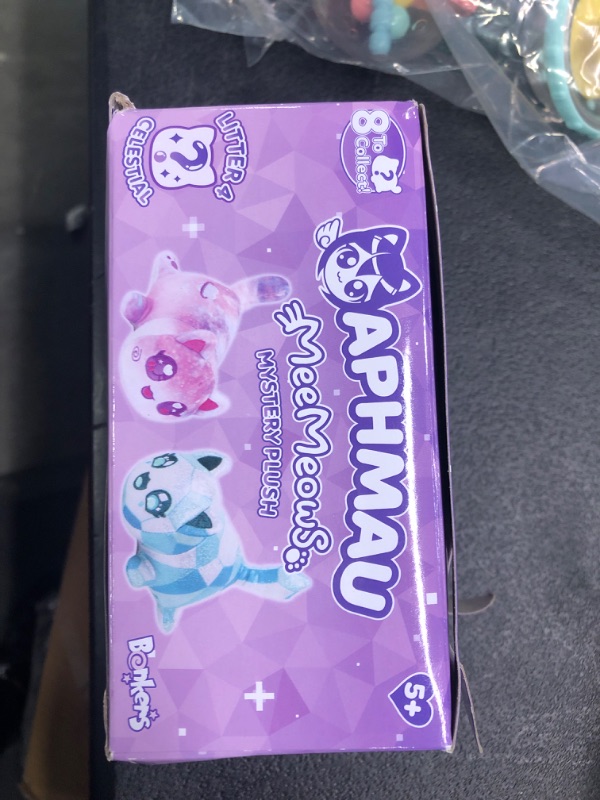 8 To
Collect!
APHMAU
MeeMeows
MYSTERY PLUSH
LITTER 4
CELESTIAL
5+
Bonkers